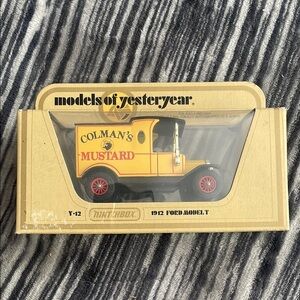 models of yesteryear
COLMAN'S
MUSTARD
Y-12
MATCHBOX
1912 FORD MODEL T